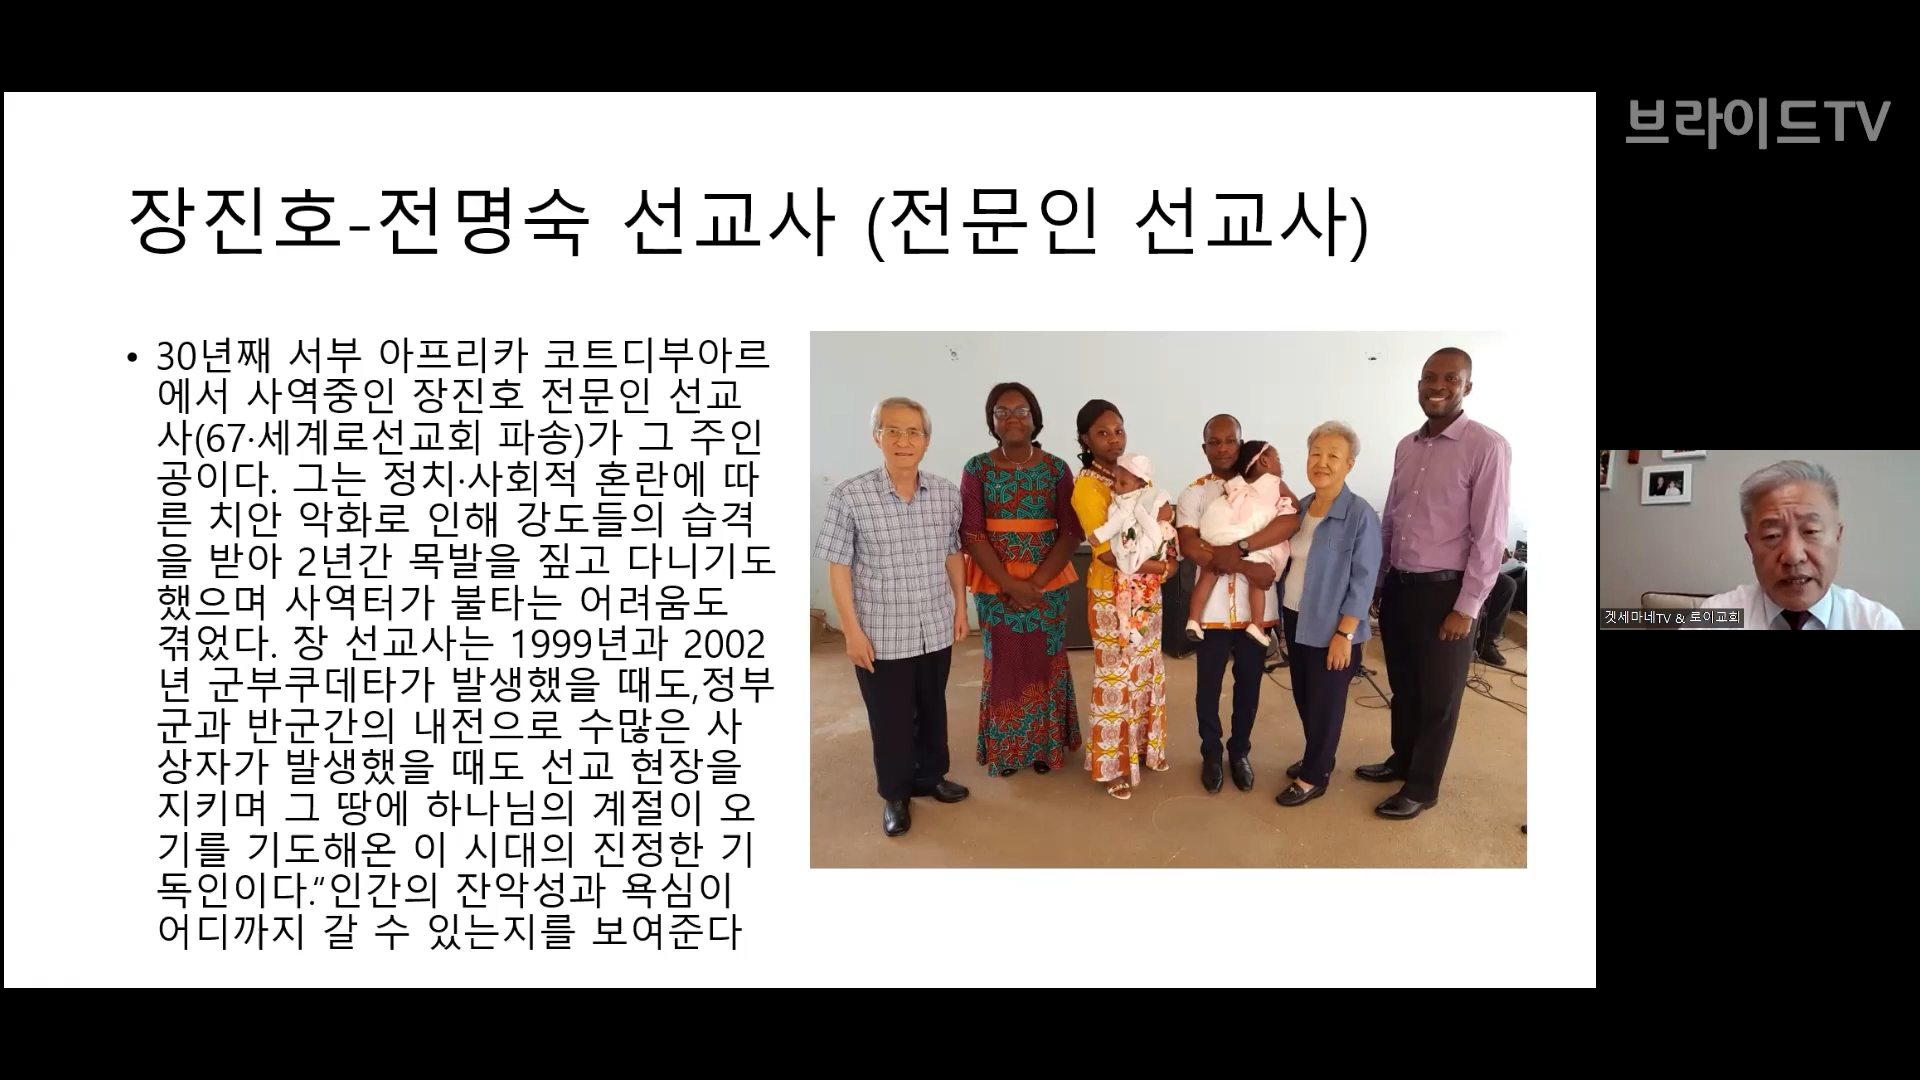 브라이드TV
장진호-전명숙 선교사 (전문인 선교사)
• 30년째 서부 아프리카 코트디부아르
에서 사역중인 장진호 전문인 선교
사(67·세계로선교회 파송)가 그 주인
공이다. 그는 정치·사회적 혼란에 따
른 치안 악화로 인해 강도들의 습격
을 받아 2년간 목발을 짚고 다니기도
했으며 사역터가 불타는 어려움도
겪었다. 장 선교사는 1999년과 2002
년 군부쿠데타가 발생했을 때도,정부
군과 반군간의 내전으로 수많은 사
상자가 발생했을 때도 선교 현장을
지키며 그 땅에 하나님의 계절이 오
기를 기도해온 이 시대의 진정한 기
독인이다.“인간의 잔악성과 욕심이
어디까지 갈 수 있는지를 보여준다
겟세마네TV & 로이교회